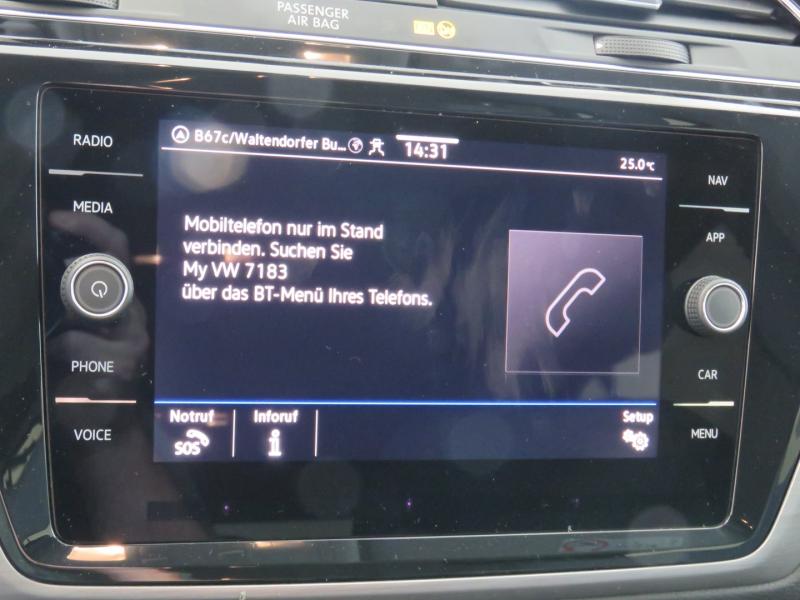 PASSENGER
AIR BAG
RADIO
MEDIA
PHONE
VOICE
B67c/Waltendorfer Bu...
14:31
25.0°C
Mobiltelefon nur im Stand
verbinden. Suchen Sie
My VW 7183
über das BT-Menü Ihres Telefons.
Notruf
SOS
Inforuf
Setup
NAV
APP
CAR
MENU